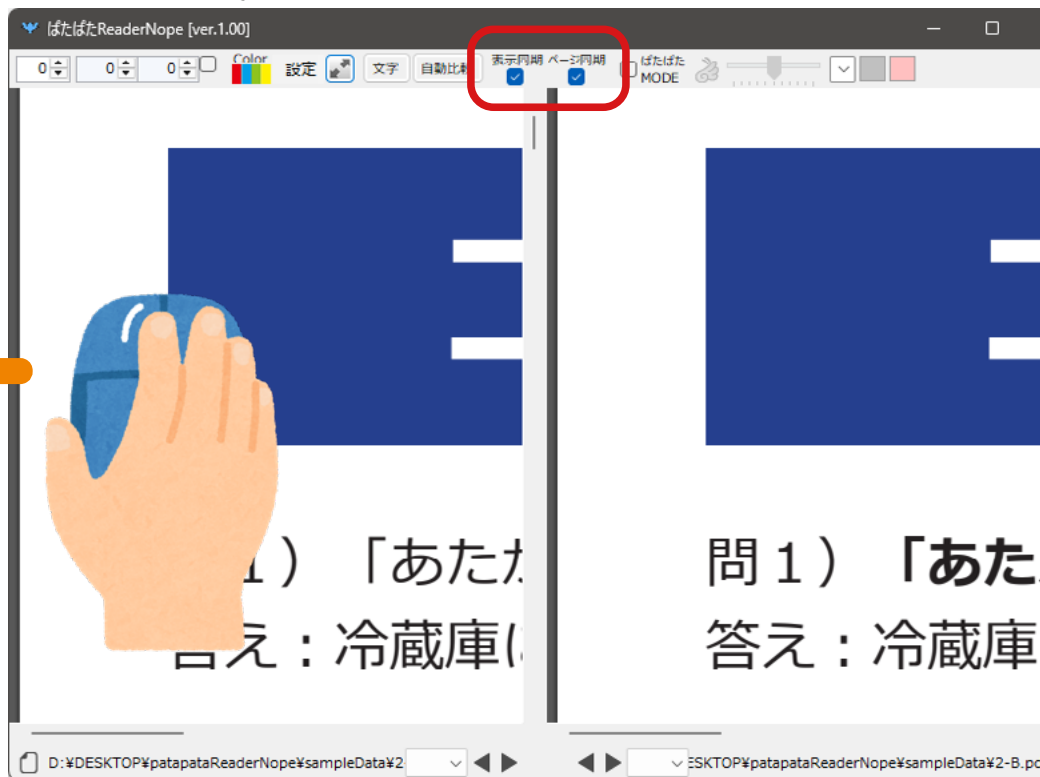 ぱたぱたReaderNope [ver.1.00]
0 0 0 Color 設定 文字 自動比較 表示同期 ページ同期 ぱたぱた MODE
1）「あたか
答え：冷蔵庫に
問１）「あた
答え：冷蔵庫
D:¥DESKTOP¥patapataReaderNope¥sampleData¥2
ESKTOP¥patapataReaderNope¥sampleData¥2-B.pd